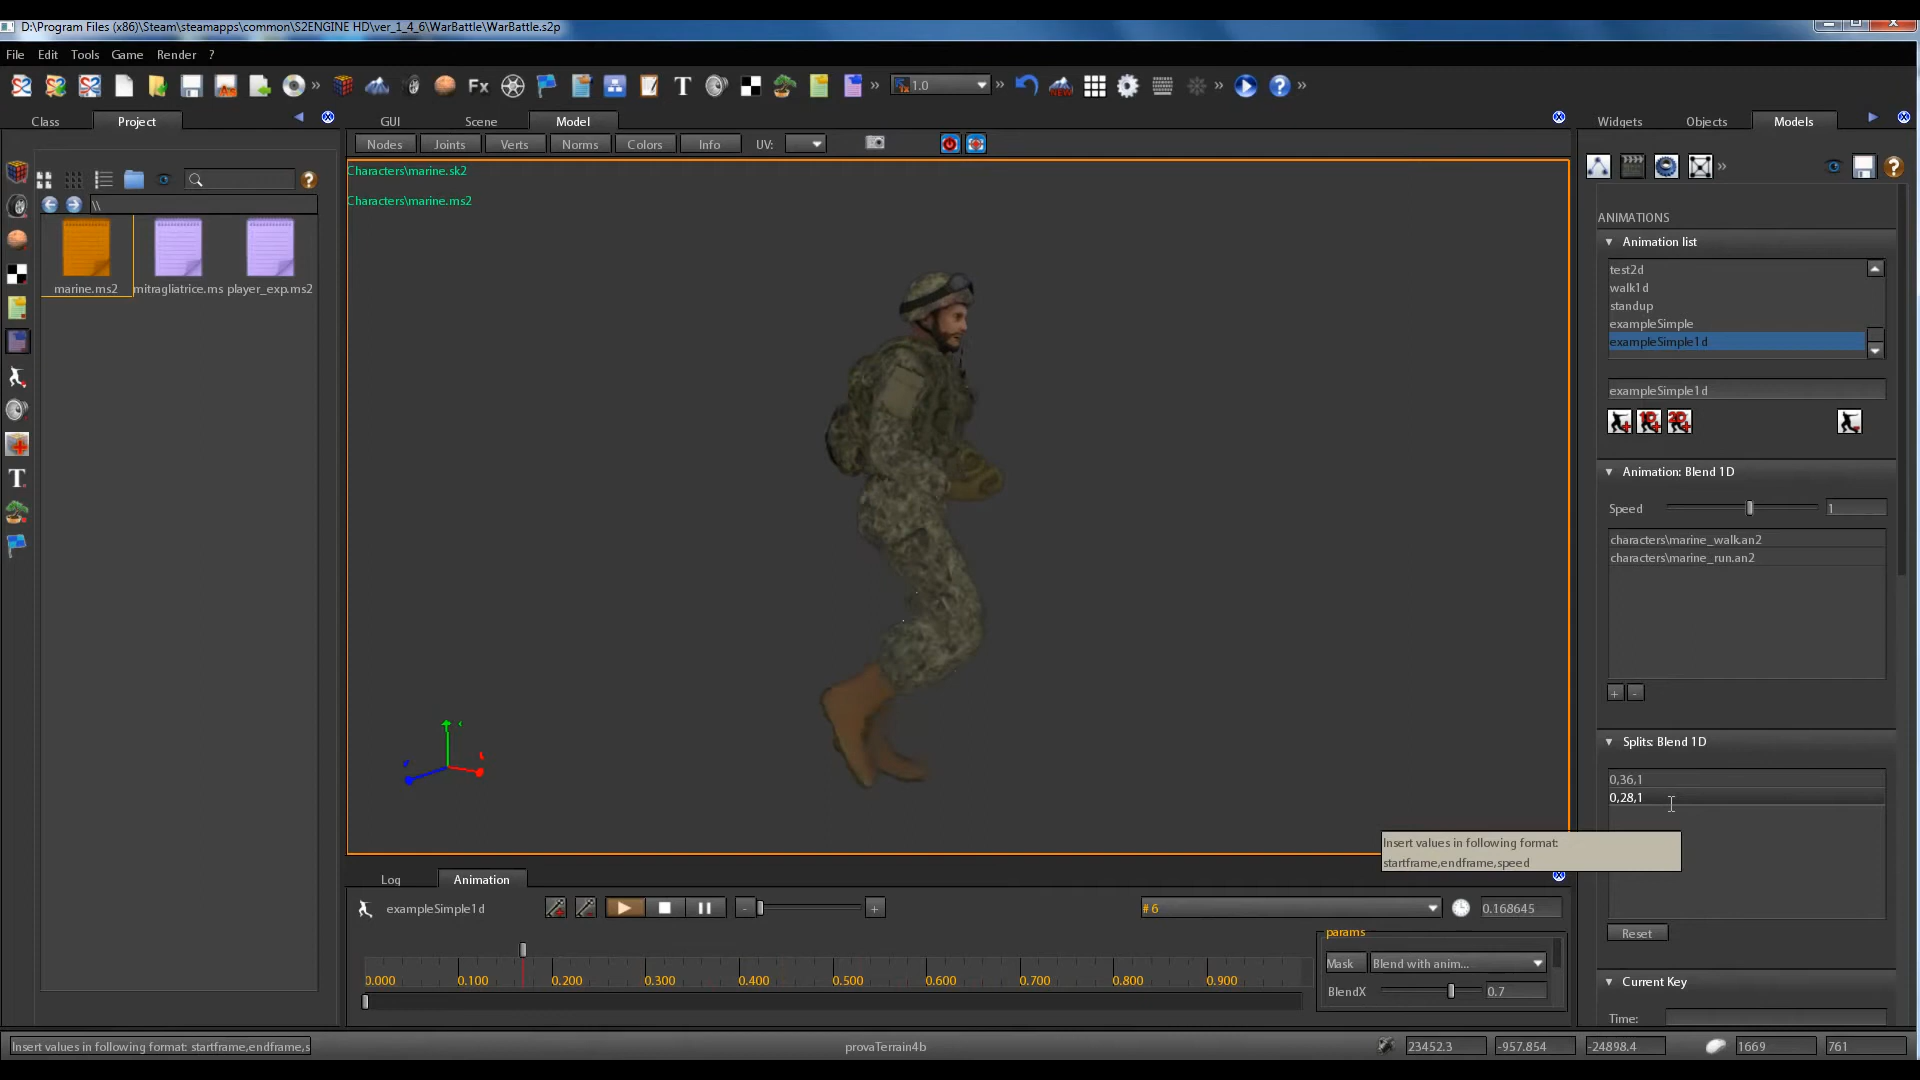 D:\Program Files (x86)\Steam\steamapps\common\S2ENGINE HD\ver_1_4_6\WarBattle\WarBattle.s2p
File Edit Tools Game Render ?
Fx T 1.0
Class Project
GUI Scene Model
Widgets Objects Models
Nodes Joints Verts Norms Colors Info UV:
\\
marine.ms2 mitragliatrice.ms player_exp.ms2
Characters\marine.sk2
Characters\marine.ms2
T
ANIMATIONS
Animation list
test2d
walk1d
standup
exampleSimple
exampleSimple1d
exampleSimple1d
1D 2D
Animation: Blend 1D
Speed 1
characters\marine_walk.an2
characters\marine_run.an2
+ -
Splits: Blend 1D
0,36,1
0,28,1
Insert values in following format:
startframe,endframe,speed
Reset
Current Key
Time:
Log Animation
exampleSimple1d - + #6 0.168645
0.000 0.100 0.200 0.300 0.400 0.500 0.600 0.700 0.800 0.900
params
Mask Blend with anim...
BlendX 0.7
Insert values in following format: startframe,endframe,s
provaTerrain4b
23452.3 -957.854 -24898.4 1669 761